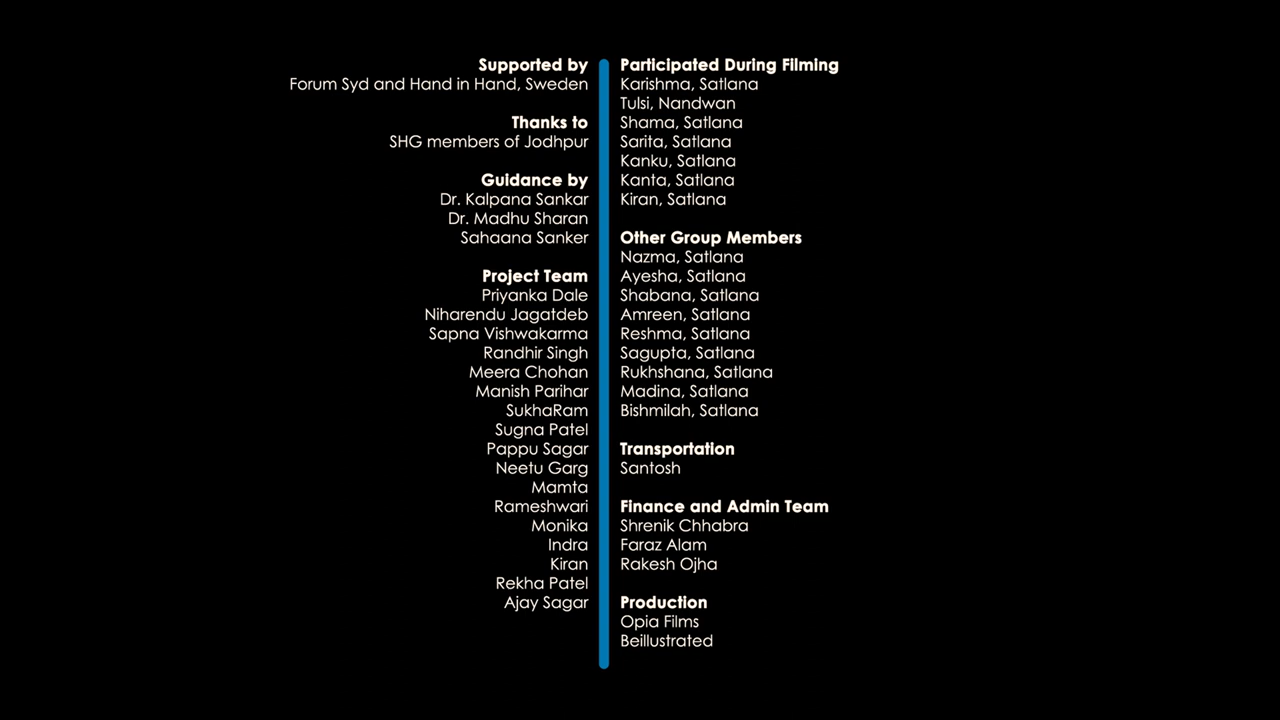 Supported by
Forum Syd and Hand in Hand, Sweden
Thanks to
SHG members of Jodhpur
Guidance by
Dr. Kalpana Sankar
Dr. Madhu Sharan
Sahaana Sanker
Project Team
Priyanka Dale
Niharendu Jagatdeb
Sapna Vishwakarma
Randhir Singh
Meera Chohan
Manish Parihar
SukhaRam
Sugna Patel
Pappu Sagar
Neetu Garg
Mamta
Rameshwari
Monika
Indra
Kiran
Rekha Patel
Ajay Sagar
Participated During Filming
Karishma, Satlana
Tulsi, Nandwan
Shama, Satlana
Sarita, Satlana
Kanku, Satlana
Kanta, Satlana
Kiran, Satlana
Other Group Members
Nazma, Satlana
Ayesha, Satlana
Shabana, Satlana
Amreen, Satlana
Reshma, Satlana
Sagupta, Satlana
Rukhshana, Satlana
Madina, Satlana
Bishmilah, Satlana
Transportation
Santosh
Finance and Admin Team
Shrenik Chhabra
Faraz Alam
Rakesh Ojha
Production
Opia Films
Beillustrated